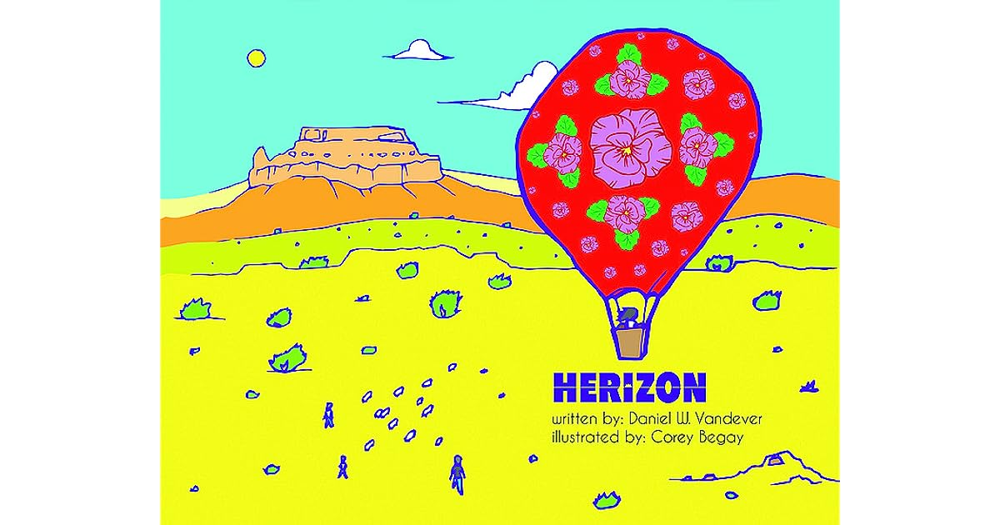 HERIZON
written by: Daniel W. Vandever
illustrated by: Corey Begay